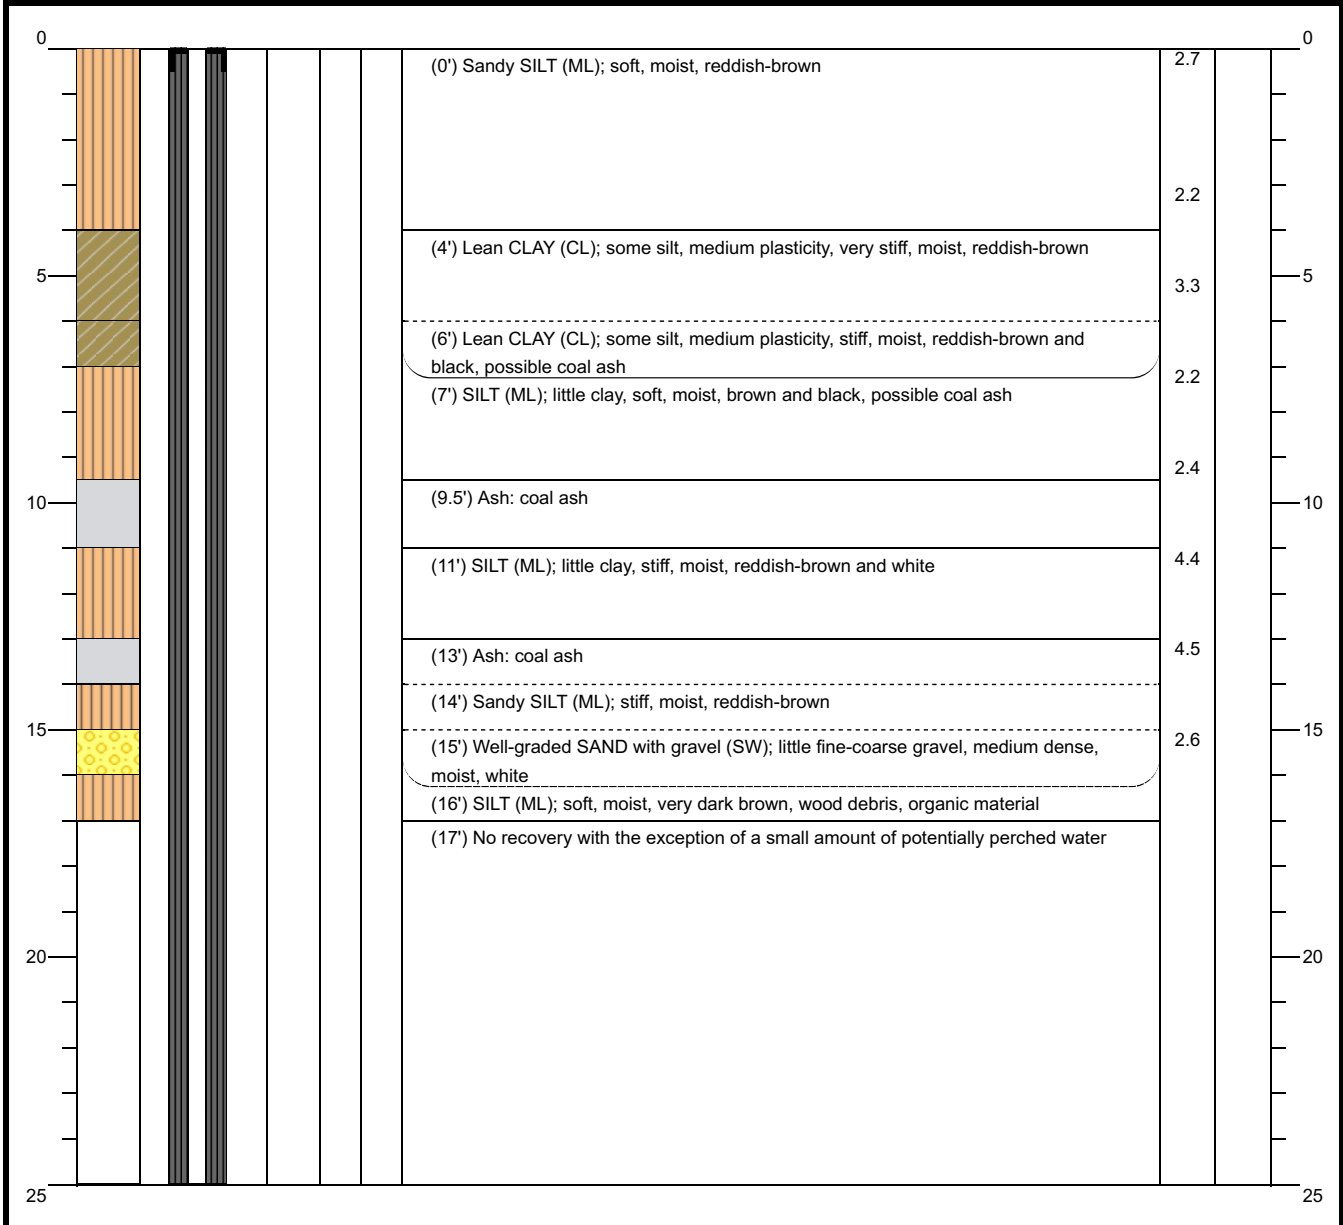 0 0
(0') Sandy SILT (ML); soft, moist, reddish-brown 2.7
2.2
(4') Lean CLAY (CL); some silt, medium plasticity, very stiff, moist, reddish-brown
5 3.3 5
(6') Lean CLAY (CL); some silt, medium plasticity, stiff, moist, reddish-brown and
black, possible coal ash 2.2
(7') SILT (ML); little clay, soft, moist, brown and black, possible coal ash
2.4
(9.5') Ash: coal ash
10 10
4.4
(11') SILT (ML); little clay, stiff, moist, reddish-brown and white
(13') Ash: coal ash 4.5
(14') Sandy SILT (ML); stiff, moist, reddish-brown
15 2.6 15
(15') Well-graded SAND with gravel (SW); little fine-coarse gravel, medium dense,
moist, white
(16') SILT (ML); soft, moist, very dark brown, wood debris, organic material
(17') No recovery with the exception of a small amount of potentially perched water
20 20
25 25